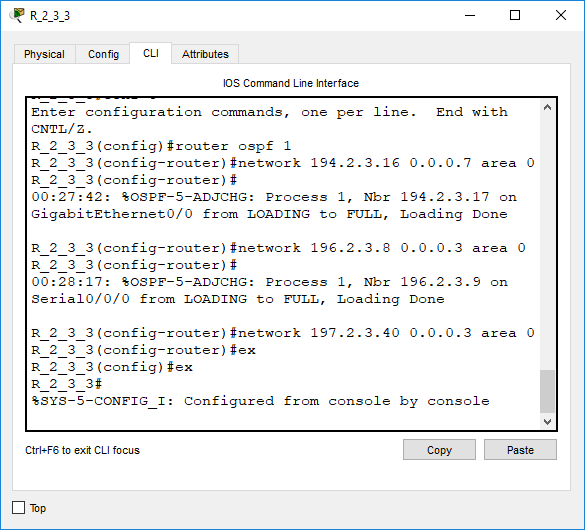 R_2_3_3
Physical
Config
CLI
Attributes
IOS Command Line Interface
Enter configuration commands, one per line.  End with
CNTL/Z.
R_2_3_3(config)#router ospf 1
R_2_3_3(config-router)#network 194.2.3.16 0.0.0.7 area 0
R_2_3_3(config-router)#
00:27:42: %OSPF-5-ADJCHG: Process 1, Nbr 194.2.3.17 on
GigabitEthernet0/0 from LOADING to FULL, Loading Done
R_2_3_3(config-router)#network 196.2.3.8 0.0.0.3 area 0
R_2_3_3(config-router)#
00:28:17: %OSPF-5-ADJCHG: Process 1, Nbr 196.2.3.9 on
Serial0/0/0 from LOADING to FULL, Loading Done
R_2_3_3(config-router)#network 197.2.3.40 0.0.0.3 area 0
R_2_3_3(config-router)#ex
R_2_3_3(config)#ex
R_2_3_3#
%SYS-5-CONFIG_I: Configured from console by console
Ctrl+F6 to exit CLI focus
Copy
Paste
Top